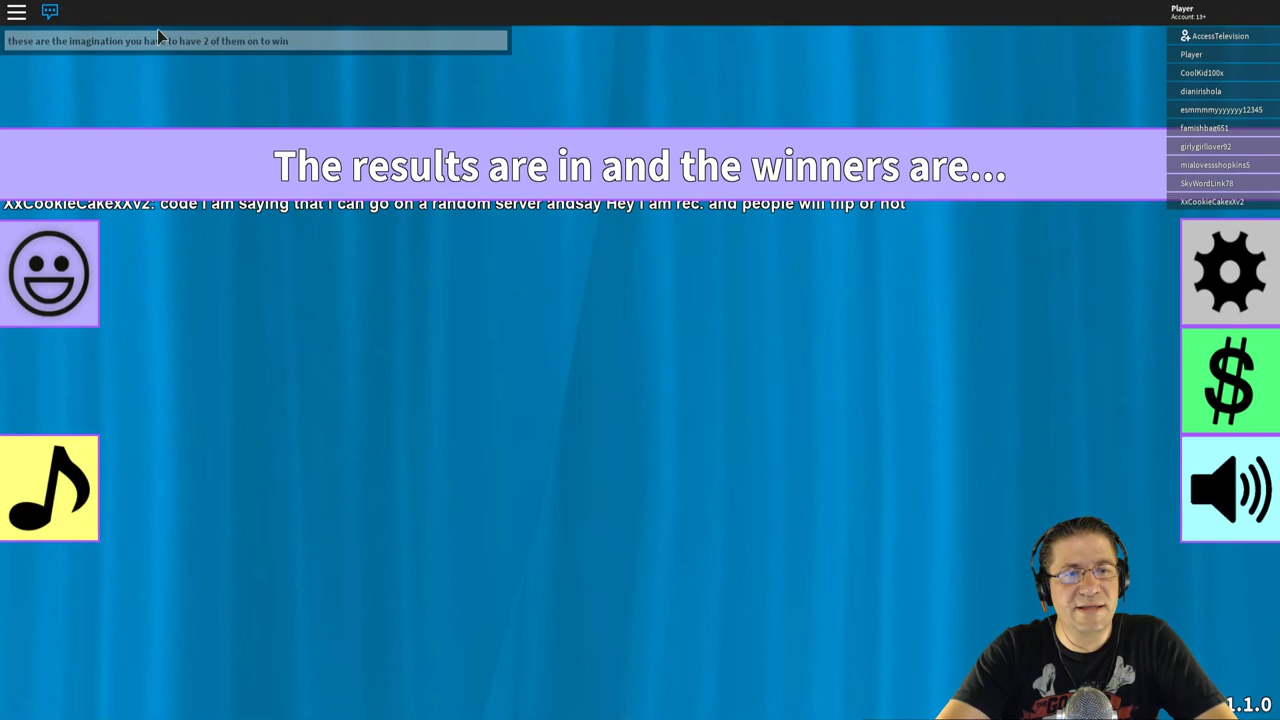 Player
Account: 13+
these are the imagination you have to have 2 of them on to win
AccessTelevision
Player
CoolKid100x
dianirishola
esmmmmyyyyyyy12345
famishbag651
girlygirllover92
mialovessshopkins5
SkyWordLink78
XxCookieCakexXv2
The results are in and the winners are...
XxCookieCakexXv2: code i am saying that i can go on a random server andsay Hey i am rec. and people will flip or not
$
1.1.0